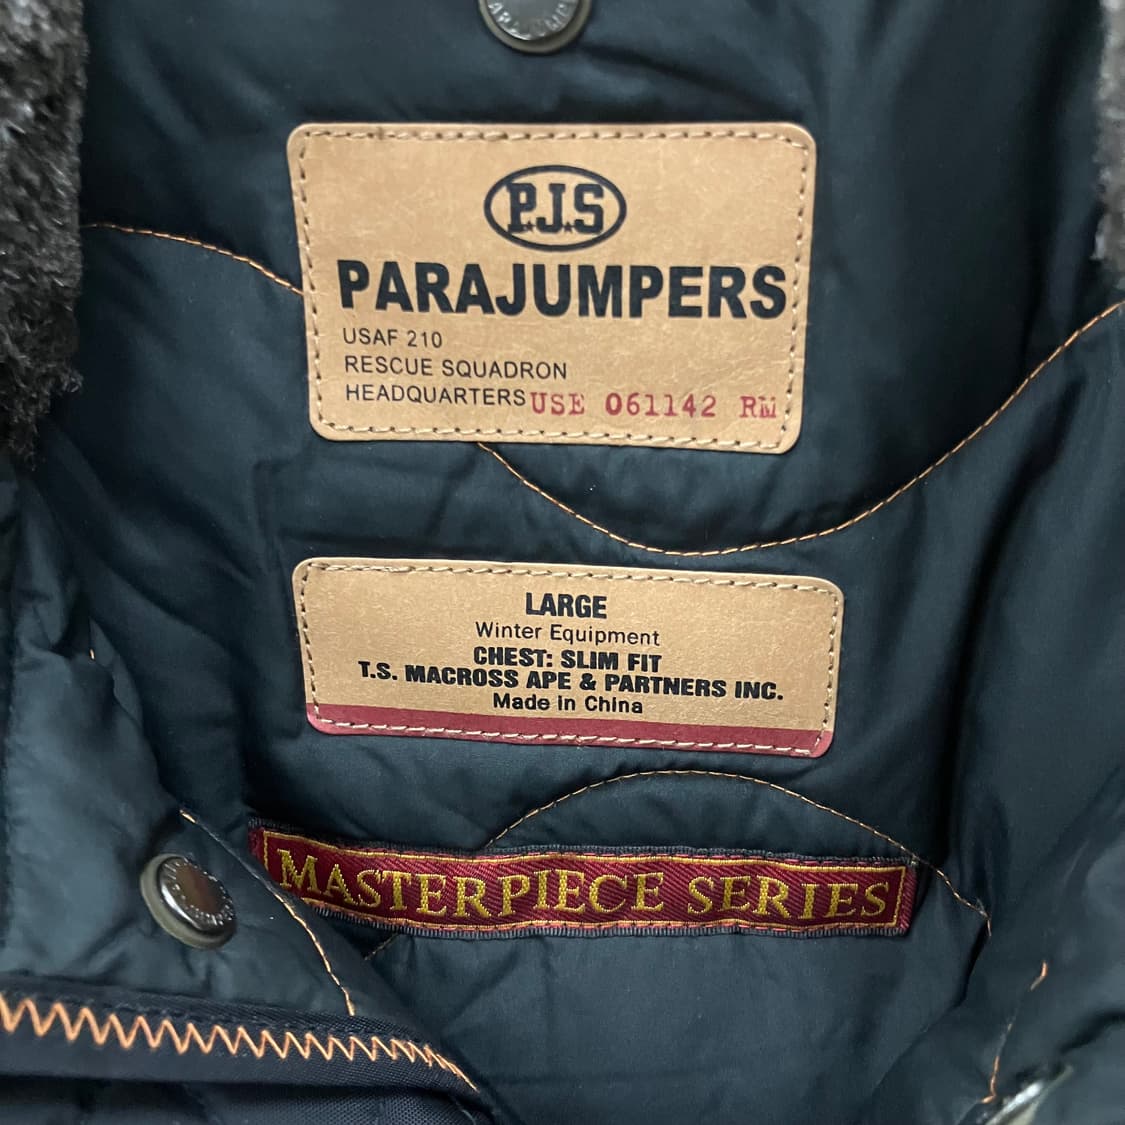 P.J.S
PARAJUMPERS
USAF 210
RESCUE SQUADRON
HEADQUARTERS USE 061142 RM
LARGE
Winter Equipment
CHEST: SLIM FIT
T.S. MACROSS APE & PARTNERS INC.
Made in China
MASTERPIECE SERIES